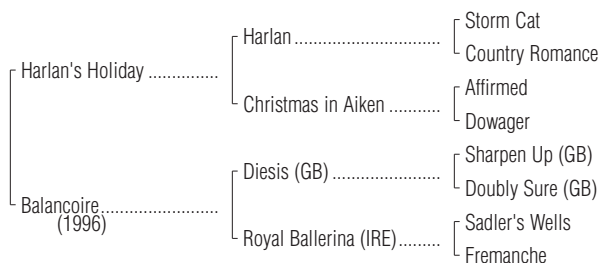 Storm Cat
Harlan ................................
Country Romance
Harlan's Holiday ...............
Affirmed
Christmas in Aiken ...........
Dowager
Sharpen Up (GB)
Diesis (GB) .......................
Doubly Sure (GB)
Balancoire..........................
(1996)
Sadler's Wells
Royal Ballerina (IRE).........
Fremanche